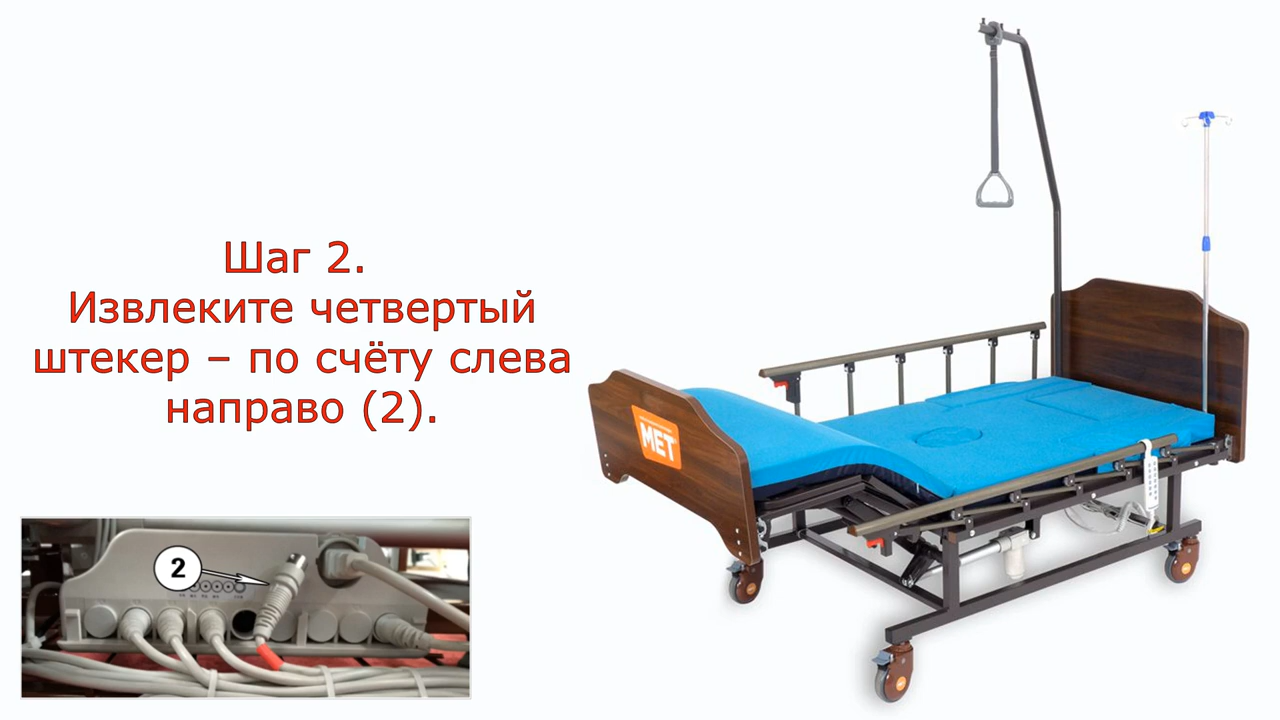 Шаг 2.
Извлеките четвертый
штекер – по счёту слева
направо (2).
2
MET